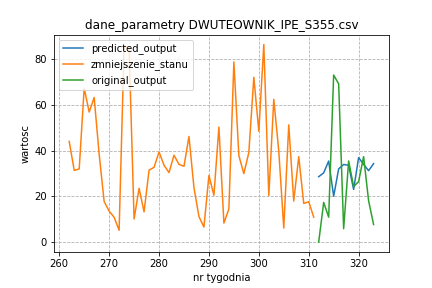 dane_parametry DWUTEOWNIK_IPE_S355.csv
predicted_output
zmniejszenie_stanu
original_output
wartosc
80
60
40
20
0
260 270 280 290 300 310 320
nr tygodnia